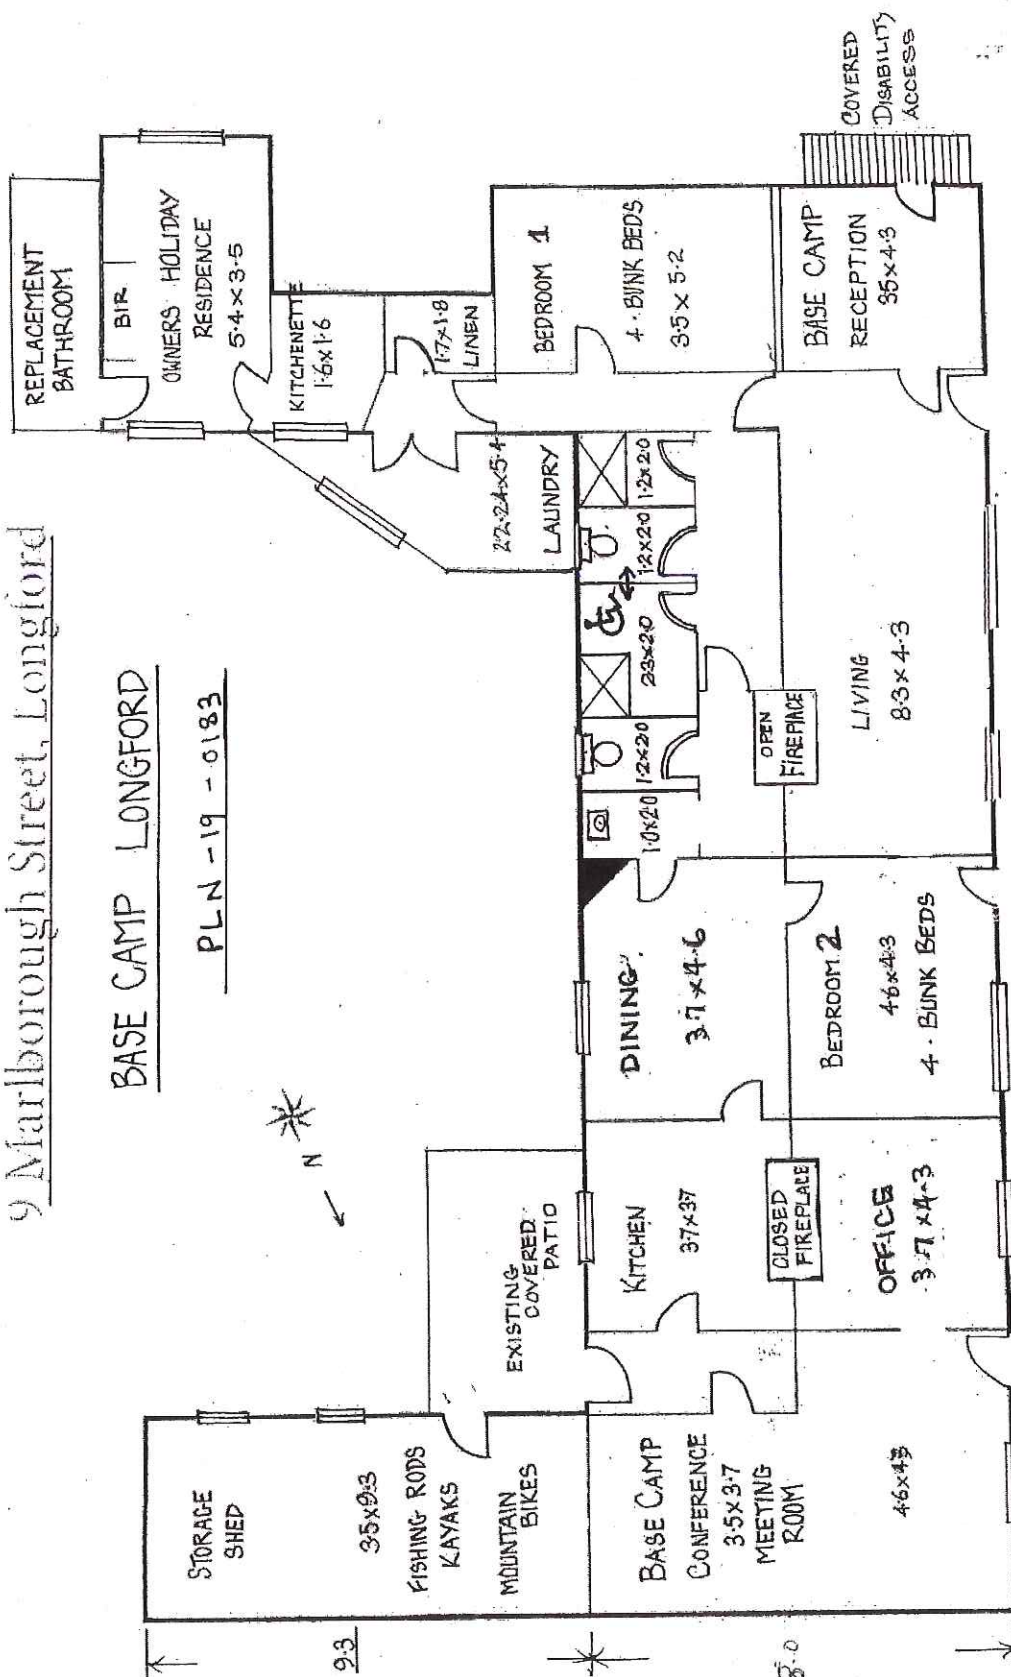 9 Marlborough Street, Longford
BASE CAMP LONGFORD
PLN-19-0183
N
REPLACEMENT
BATHROOM
BIR
OWNERS HOLIDAY
RESIDENCE
5.4 x 3.5
KITCHENETTE
1.6x1.6
1.7x1.8
LINEN
BEDROOM 1
4-BUNK BEDS
3.5 x 5.2
BASE CAMP
RECEPTION
35x4.3
COVERED
DISABILITY
ACCESS
2.2-2.4x5.4
LAUNDRY
1.2x2.0
1.2x2.0
2.3x2.0
1.2x2.0
1.0x2.0
OPEN
FIREPLACE
LIVING
8.3 x 4.3
DINING.
3.7 x 4.6
BEDROOM 2
4.6x4.3
4-BUNK BEDS
EXISTING
COVERED
PATIO
KITCHEN
3.7x3.7
CLOSED
FIREPLACE
OFFICE
3.7 x 4.3
STORAGE
SHED
3.5x9.3
FISHING RODS
KAYAKS
MOUNTAIN
BIKES
BASE CAMP
CONFERENCE
3.5x3.7
MEETING
ROOM
4.6x4.3
9.3